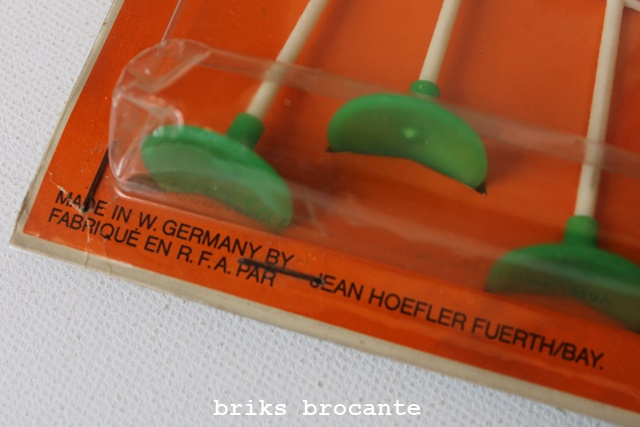 MADE IN W. GERMANY BY
FABRIQUÉ EN R.F.A. PAR
JEAN HOEFLER FUERTH/BAY.
briks brocante